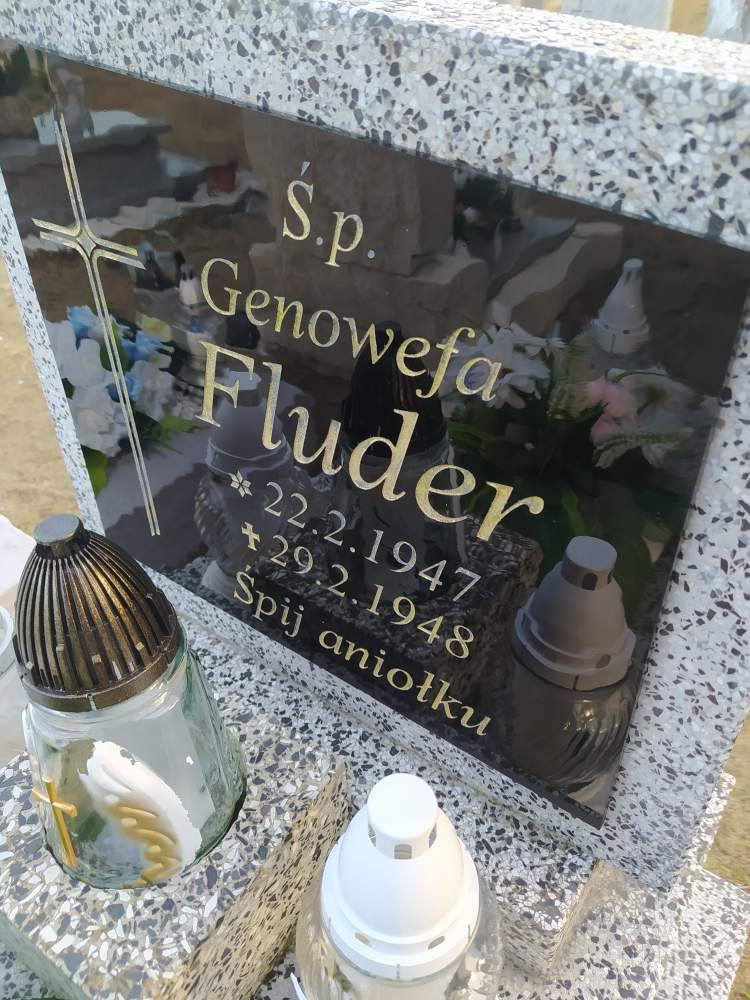 Ś.p.
Genowefa
Fluder
* 22.2.1947
✝ 29.2.1948
Śpij aniołku